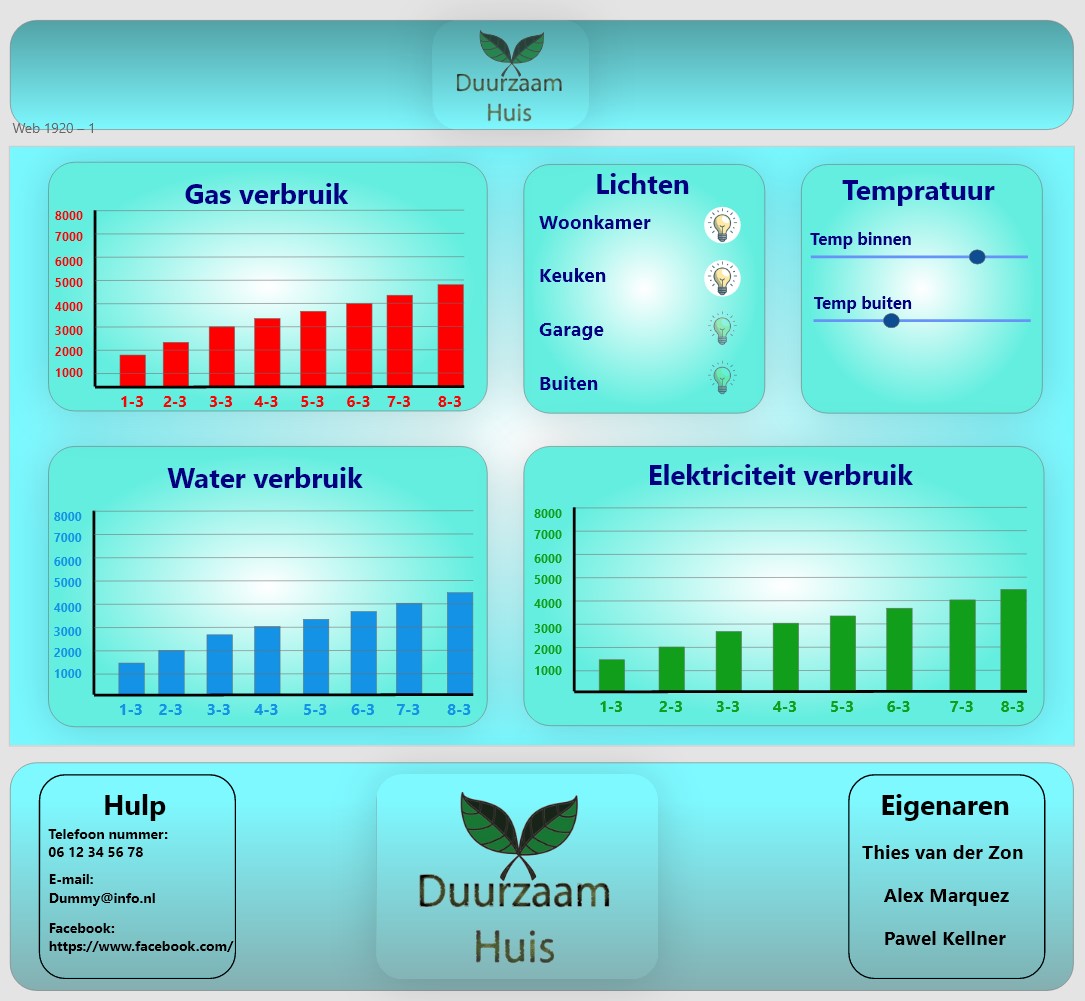 Duurzaam
Huis
Web 1920 – 1
Gas verbruik
8000
7000
6000
5000
4000
3000
2000
1000
1-3 2-3 3-3 4-3 5-3 6-3 7-3 8-3
Lichten
Woonkamer
Keuken
Garage
Buiten
Tempratuur
Temp binnen
Temp buiten
Water verbruik
8000
7000
6000
5000
4000
3000
2000
1000
1-3 2-3 3-3 4-3 5-3 6-3 7-3 8-3
Elektriciteit verbruik
8000
7000
6000
5000
4000
3000
2000
1000
1-3 2-3 3-3 4-3 5-3 6-3 7-3 8-3
Hulp
Telefoon nummer:
06 12 34 56 78
E-mail:
Dummy@info.nl
Facebook:
https://www.facebook.com/
Duurzaam
Huis
Eigenaren
Thies van der Zon
Alex Marquez
Pawel Kellner